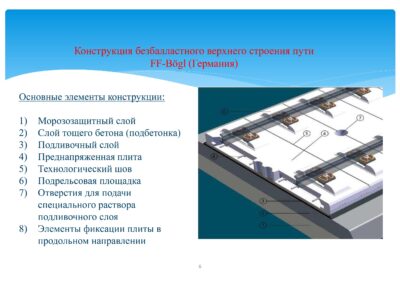 Конструкция безбалластного верхнего строения пути
FF-Bögl (Германия)
Основные элементы конструкции:
1) Морозозащитный слой
2) Слой тощего бетона (подбетонка)
3) Подливочный слой
4) Преднапряженная плита
5) Технологический шов
6) Подрельсовая площадка
7) Отверстия для подачи
специального раствора
подливочного слоя
8) Элементы фиксации плиты в
продольном направлении
6